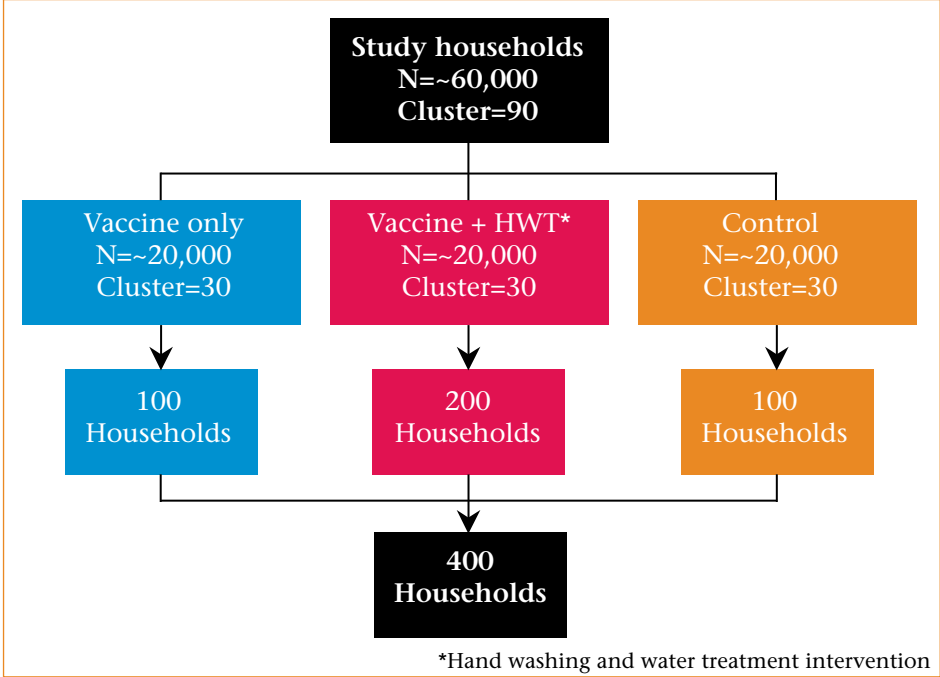 Study households
N=~60,000
Cluster=90
Vaccine only
N=~20,000
Cluster=30
Vaccine + HWT*
N=~20,000
Cluster=30
Control
N=~20,000
Cluster=30
100
Households
200
Households
100
Households
400
Households
*Hand washing and water treatment intervention